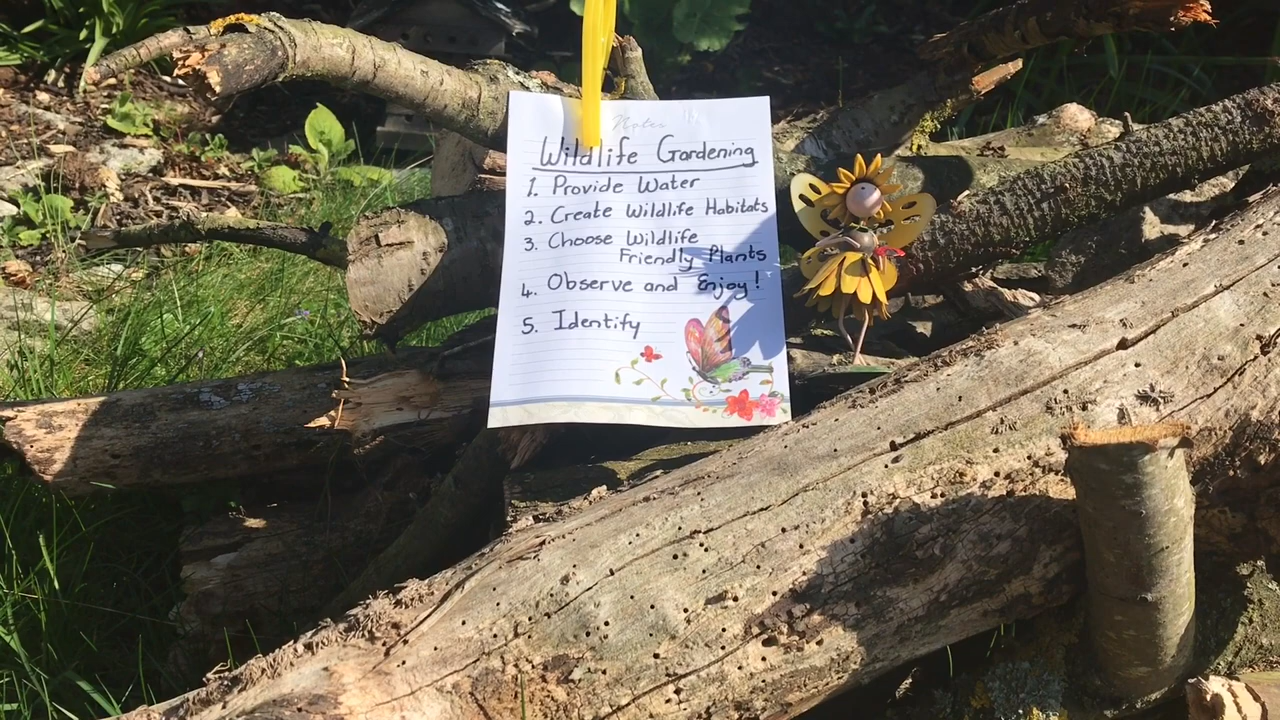 Notes
Wildlife Gardening
1. Provide Water
2. Create Wildlife Habitats
3. Choose Wildlife
Friendly Plants
4. Observe and Enjoy!
5. Identify